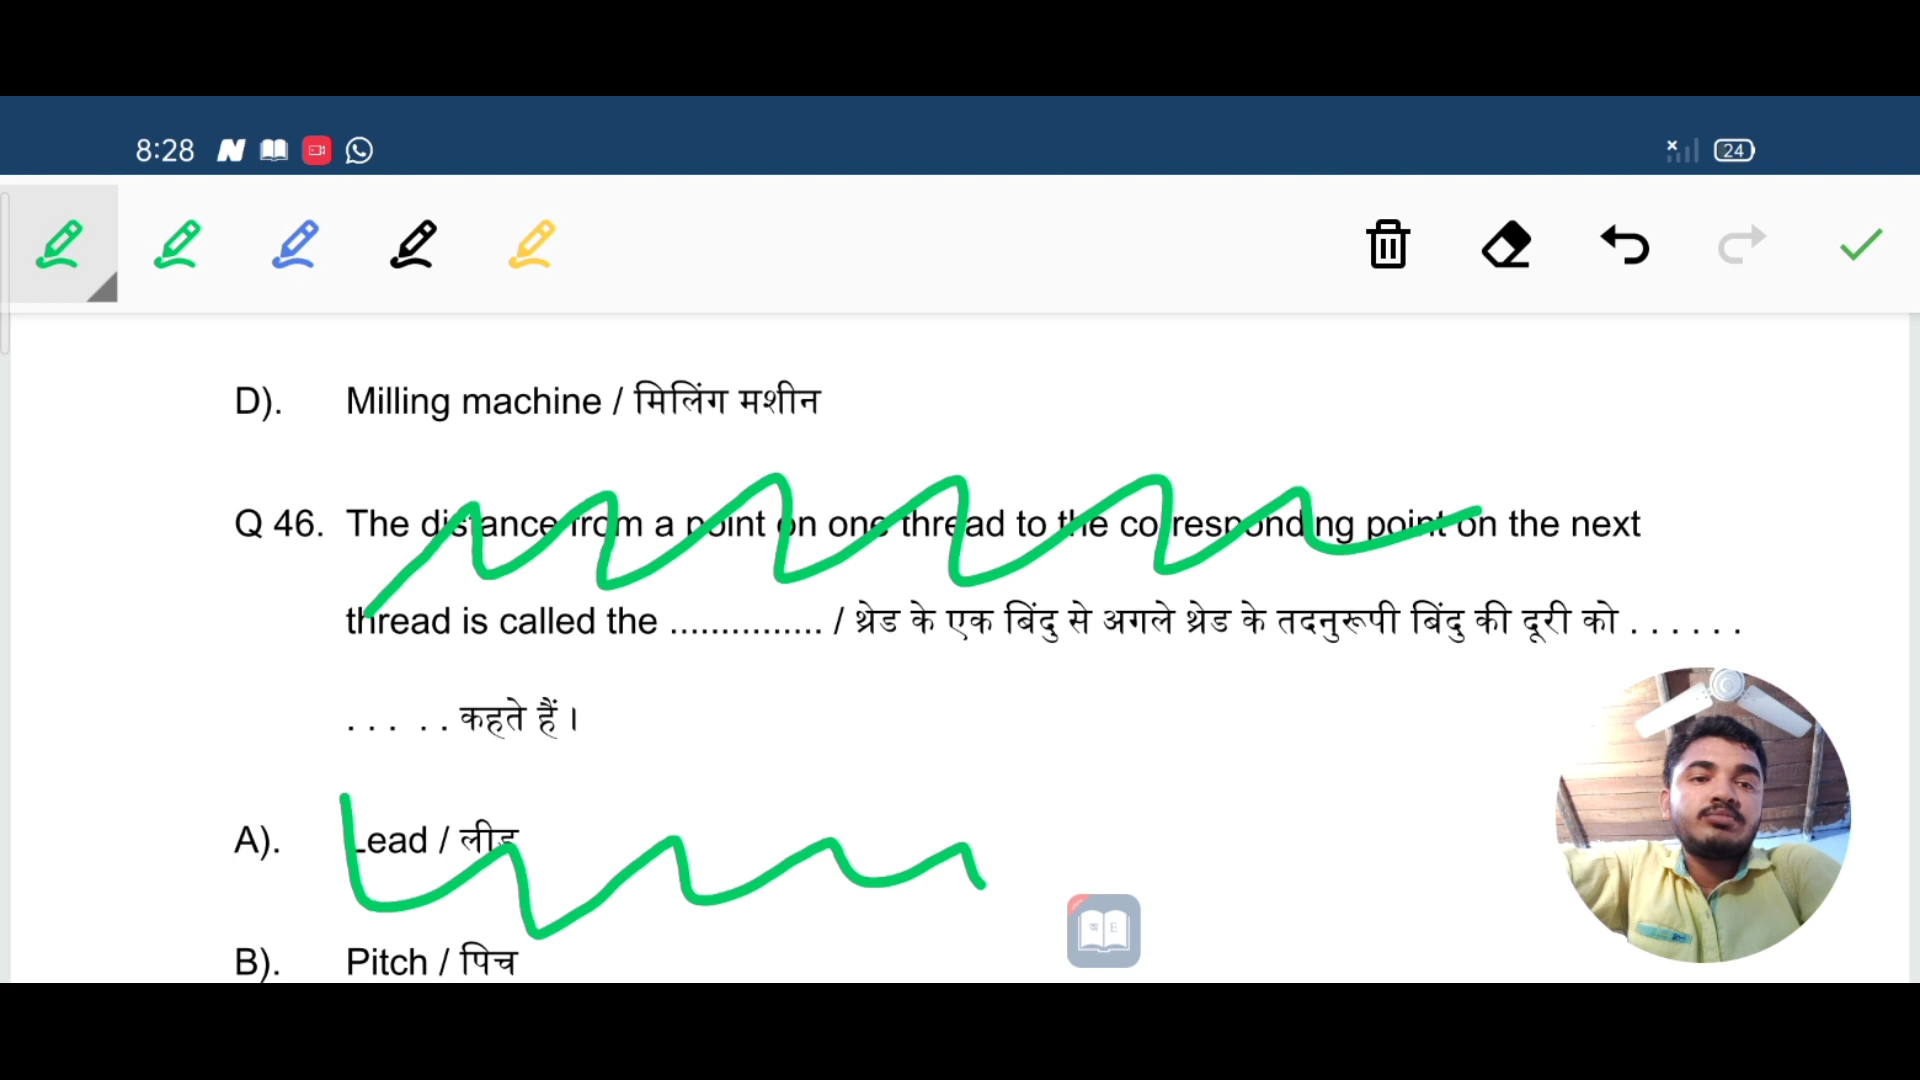 8:28
24
D). Milling machine / मिलिंग मशीन
Q 46. The distance from a point on one thread to the corresponding point on the next
thread is called the ............... / थ्रेड के एक बिंदु से अगले थ्रेड के तदनुरूपी बिंदु की दूरी को . . . . . .
. . . . . कहते हैं।
A). Lead / लीड
B). Pitch / पिच